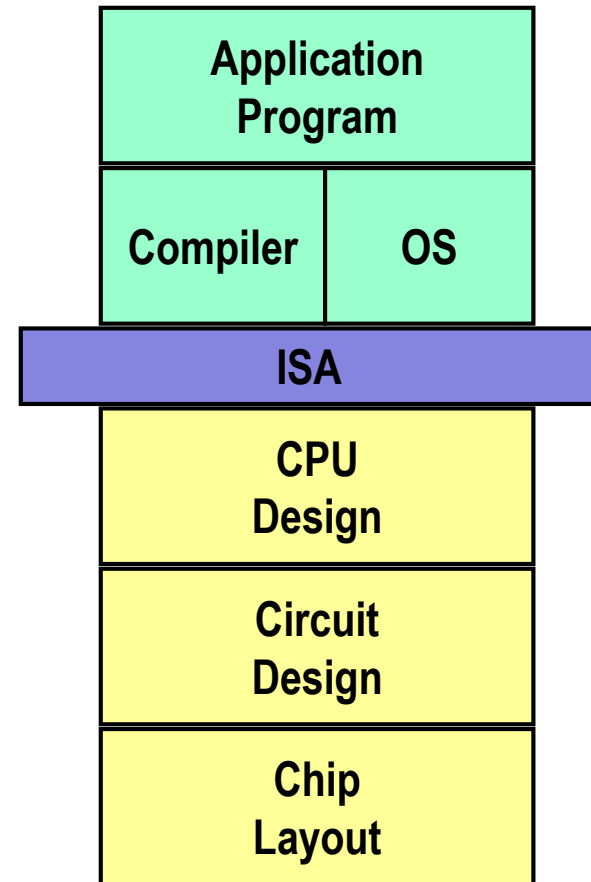 Application
Program
Compiler
OS
ISA
CPU
Design
Circuit
Design
Chip
Layout